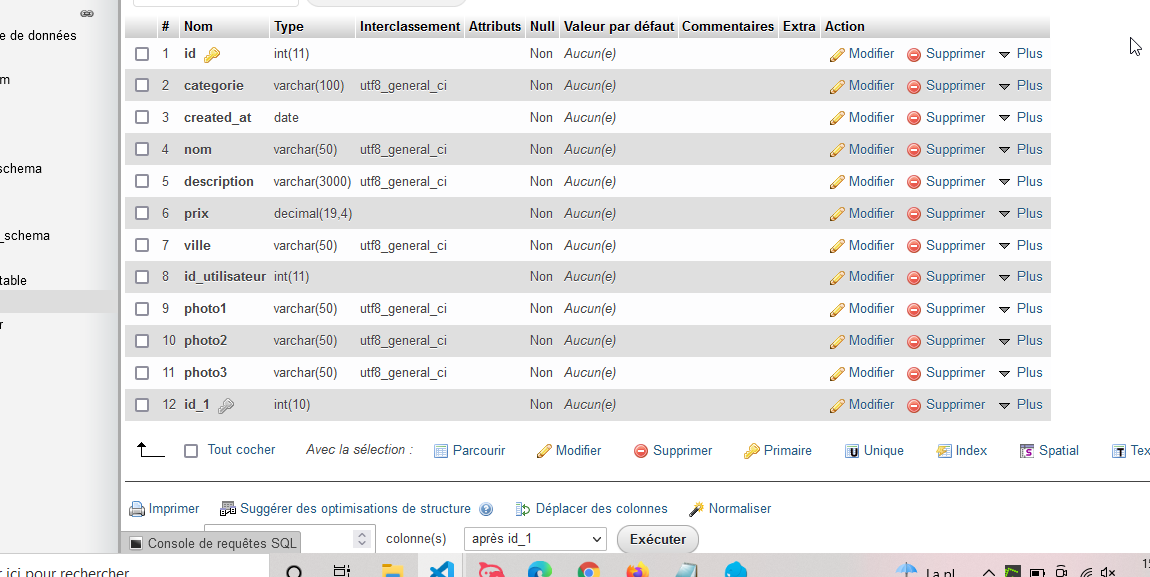 # Nom Type Interclassement Attributs Null Valeur par défaut Commentaires Extra Action
e de données
1 id int(11) Non Aucun(e) Modifier Supprimer Plus
m
2 categorie varchar(100) utf8_general_ci Non Aucun(e) Modifier Supprimer Plus
3 created_at date Non Aucun(e) Modifier Supprimer Plus
4 nom varchar(50) utf8_general_ci Non Aucun(e) Modifier Supprimer Plus
schema
5 description varchar(3000) utf8_general_ci Non Aucun(e) Modifier Supprimer Plus
6 prix decimal(19,4) Non Aucun(e) Modifier Supprimer Plus
_schema
7 ville varchar(50) utf8_general_ci Non Aucun(e) Modifier Supprimer Plus
table
8 id_utilisateur int(11) Non Aucun(e) Modifier Supprimer Plus
9 photo1 varchar(50) utf8_general_ci Non Aucun(e) Modifier Supprimer Plus
r
10 photo2 varchar(50) utf8_general_ci Non Aucun(e) Modifier Supprimer Plus
11 photo3 varchar(50) utf8_general_ci Non Aucun(e) Modifier Supprimer Plus
12 id_1 int(10) Non Aucun(e) Modifier Supprimer Plus
Tout cocher Avec la sélection : Parcourir Modifier Supprimer Primaire Unique Index Spatial Tex
Imprimer Suggérer des optimisations de structure Déplacer des colonnes Normaliser
colonne(s) après id_1 Exécuter
Console de requêtes SQL
r ici pour rechercher La pl